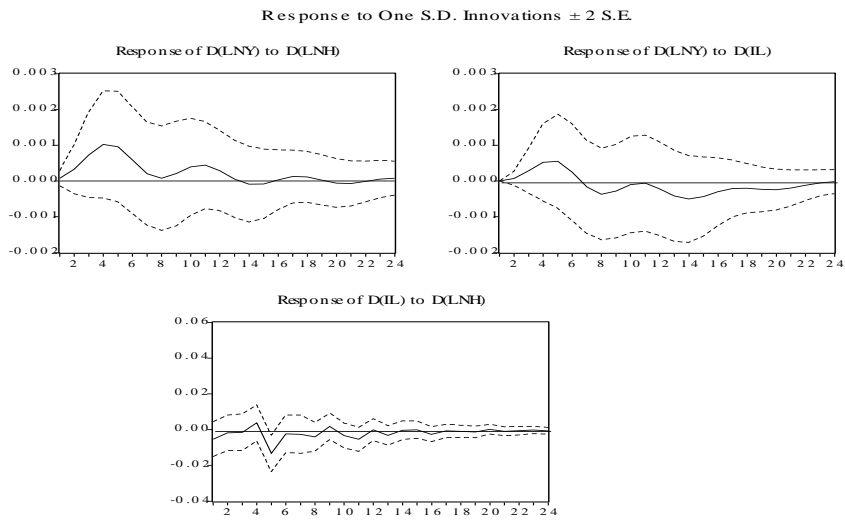 Response to One S.D. Innovations ± 2 S.E.
Response of D(LNY) to D(LNH)
0.003
0.002
0.001
0.000
-0.001
-0.002
2 4 6 8 10 12 14 16 18 20 22 24
Response of D(LNY) to D(IL)
0.003
0.002
0.001
0.000
-0.001
-0.002
2 4 6 8 10 12 14 16 18 20 22 24
Response of D(IL) to D(LNH)
0.06
0.04
0.02
0.00
-0.02
-0.04
2 4 6 8 10 12 14 16 18 20 22 24